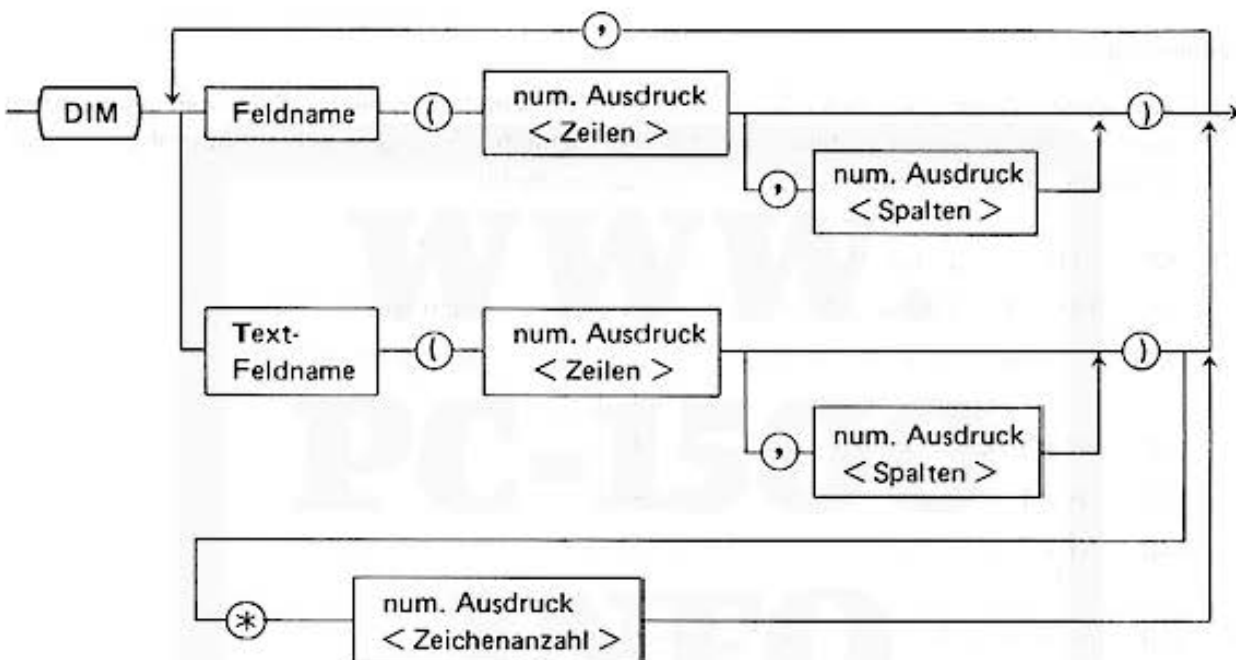 ,
DIM
Feldname
(
num. Ausdruck
< Zeilen >
)
,
num. Ausdruck
< Spalten >
Text-
Feldname
(
num. Ausdruck
< Zeilen >
)
,
num. Ausdruck
< Spalten >
*
num. Ausdruck
< Zeichenanzahl >
WWW.